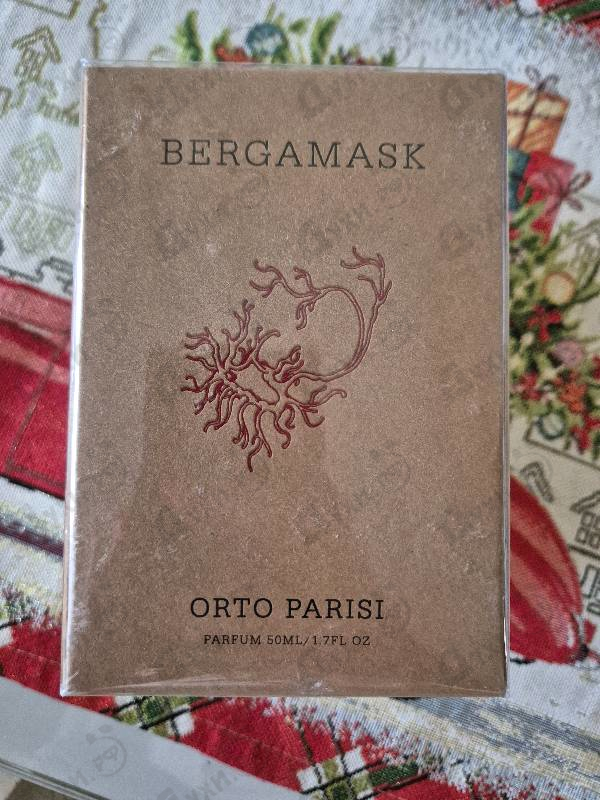 BERGAMASK
ORTO PARISI
PARFUM 50ML/1.7FL OZ